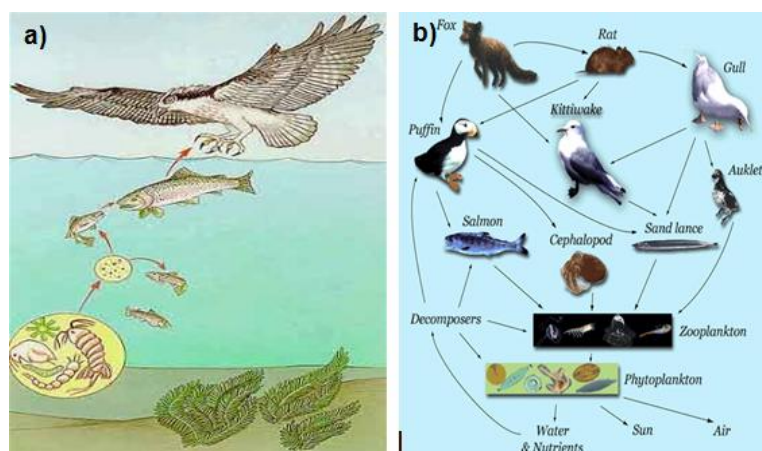 a)
b)
Fox
Rat
Gull
Kittiwake
Puffin
Auklet
Salmon
Cephalopod
Sand lance
Decomposers
Zooplankton
Phytoplankton
Water
& Nutrients
Sun
Air